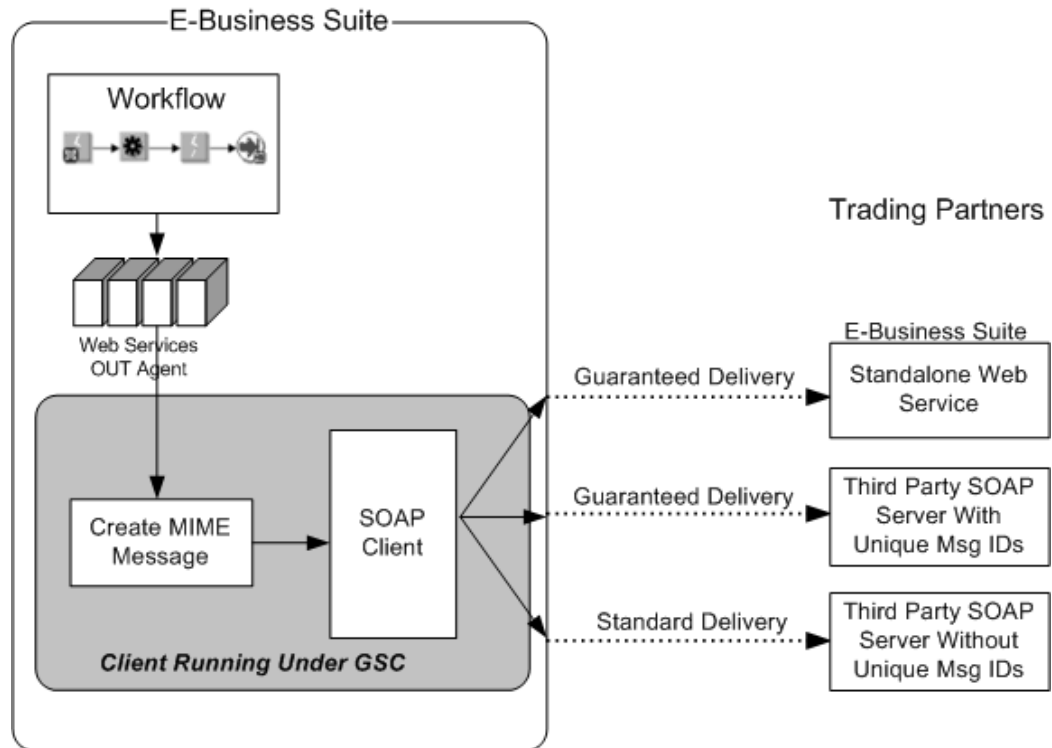 E-Business Suite
Workflow
Web Services
OUT Agent
Create MIME
Message
SOAP
Client
Client Running Under GSC
Guaranteed Delivery
Guaranteed Delivery
Standard Delivery
Trading Partners
E-Business Suite
Standalone Web
Service
Third Party SOAP
Server With
Unique Msg IDs
Third Party SOAP
Server Without
Unique Msg IDs